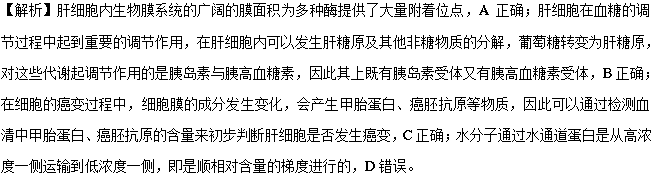 【解析】肝细胞内生物膜系统的广阔的膜面积为多种酶提供了大量附着位点，A 正确；肝细胞在血糖的调
节过程中起到重要的调节作用，在肝细胞内可以发生肝糖原及其他非糖物质的分解，葡萄糖转变为肝糖原，
对这些代谢起调节作用的是胰岛素与胰高血糖素，因此其上既有胰岛素受体又有胰高血糖素受体，B 正确；
在细胞的癌变过程中，细胞膜的成分发生变化，会产生甲胎蛋白、癌胚抗原等物质，因此可以通过检测血
清中甲胎蛋白、癌胚抗原的含量来初步判断肝细胞是否发生癌变，C 正确；水分子通过水通道蛋白是从高浓
度一侧运输到低浓度一侧，即是顺相对含量的梯度进行的，D 错误。